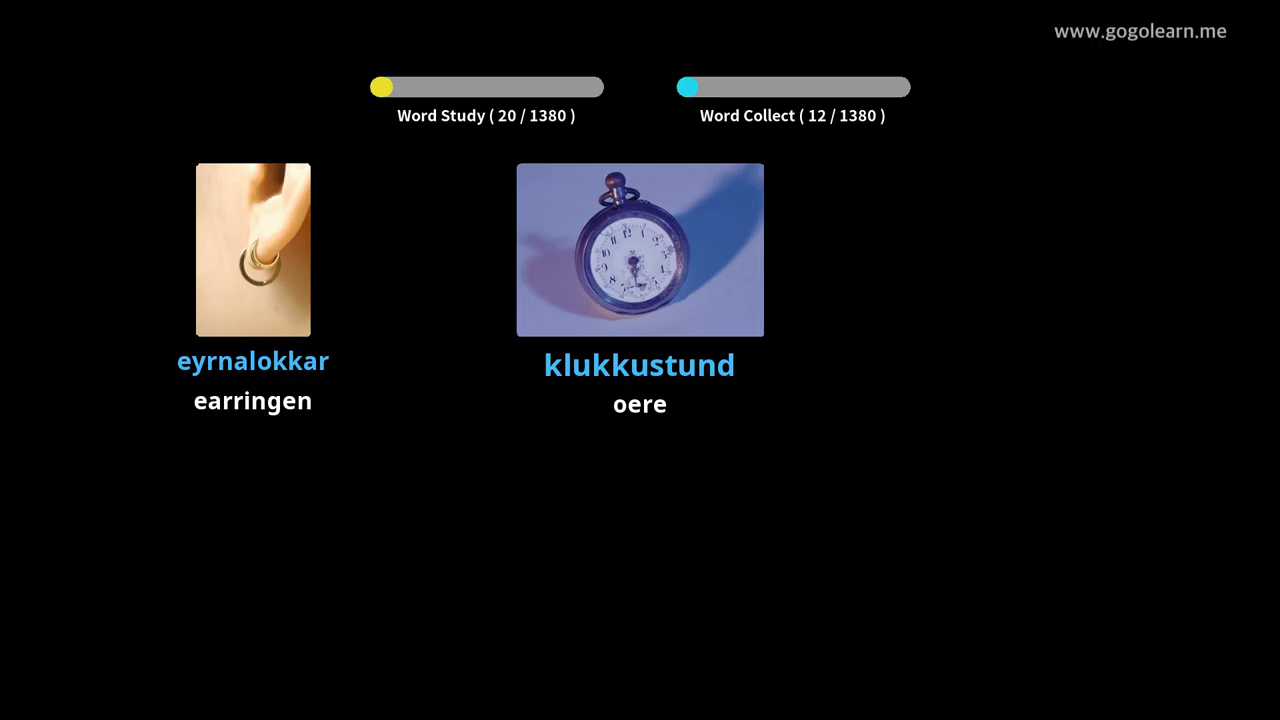 www.gogolearn.me
Word Study ( 20 / 1380 )
Word Collect ( 12 / 1380 )
eyrnalokkar
earringen
klukkustund
oere